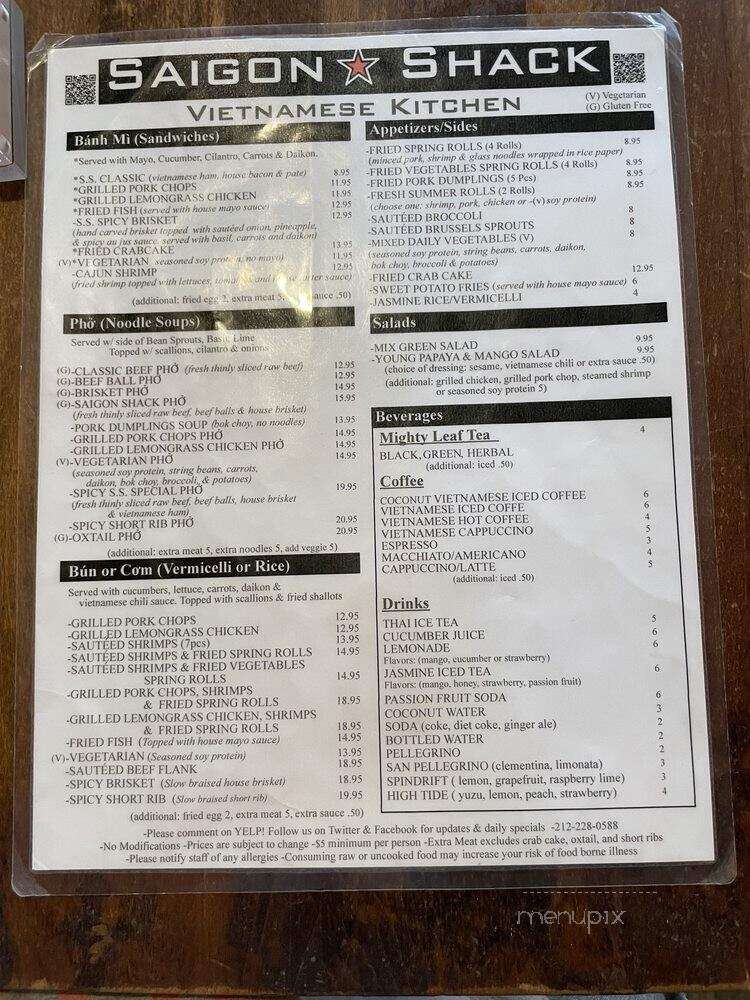 SAIGON SHACK
VIETNAMESE KITCHEN
(V) Vegetarian
(G) Gluten Free
Bánh Mì (Sandwiches)
*Served with Mayo, Cucumber, Cilantro, Carrots & Daikon.
*S.S. CLASSIC (vietnamese ham, house bacon & pate) 8.95
*GRILLED PORK CHOPS 11.95
*GRILLED LEMONGRASS CHICKEN 11.95
*FRIED FISH (served with house mayo sauce) 12.95
-S.S. SPICY BRISKET 12.95
(hand carved brisket topped with sautéed onion, pineapple,
& spicy au jus sauce, served with basil, carrots and daikon)
*FRIED CRABCAKE 13.95
(V)*VEGETARIAN seasoned soy protein, no mayo) 11.95
-CAJUN SHRIMP 12.95
(fried shrimp topped with lettuces, sauce)
(additional: fried egg 2, extra meat 5, sauce .50)
Phở (Noodle Soups)
Served w/ side of Bean Sprouts, Basil, Lime
Topped w/ scallions, cilantro & onions
(G)-CLASSIC BEEF PHỞ (fresh thinly sliced raw beef) 12.95
(G)-BEEF BALL PHỞ 12.95
(G)-BRISKET PHỞ 14.95
(G)-SAIGON SHACK PHỞ 15.95
(fresh thinly sliced raw beef, beef balls & house brisket)
-PORK DUMPLINGS SOUP (bok choy, no noodles) 13.95
-GRILLED PORK CHOPS PHỞ 14.95
-GRILLED LEMONGRASS CHICKEN PHỞ 14.95
(V)-VEGETARIAN PHỞ 14.95
(seasoned soy protein, string beans, carrots,
daikon, bok choy, broccoli, & potatoes)
-SPICY S.S. SPECIAL PHỞ 19.95
(fresh thinly sliced raw beef, beef balls, house brisket
& vietnamese ham)
-SPICY SHORT RIB PHỞ 20.95
(G)-OXTAIL PHỞ 20.95
(additional: extra meat 5, extra noodles 5, add veggie 5)
Bún or Cơm (Vermicelli or Rice)
Served with cucumbers, lettuce, carrots, daikon &
vietnamese chili sauce. Topped with scallions & fried shallots
-GRILLED PORK CHOPS 12.95
-GRILLED LEMONGRASS CHICKEN 12.95
-SAUTÉED SHRIMPS (7pcs) 13.95
-SAUTÉED SHRIMPS & FRIED SPRING ROLLS 14.95
-SAUTÉED SHRIMPS & FRIED VEGETABLES
SPRING ROLLS 14.95
-GRILLED PORK CHOPS, SHRIMPS
& FRIED SPRING ROLLS 18.95
-GRILLED LEMONGRASS CHICKEN, SHRIMPS
& FRIED SPRING ROLLS 18.95
-FRIED FISH (Topped with house mayo sauce) 14.95
(V)-VEGETARIAN (Seasoned soy protein) 13.95
-SAUTÉED BEEF FLANK 18.95
-SPICY BRISKET (Slow braised house brisket) 18.95
-SPICY SHORT RIB (Slow braised short rib) 19.95
(additional: fried egg 2, extra meat 5, extra sauce .50)
Appetizers/Sides
-FRIED SPRING ROLLS (4 Rolls) 8.95
(minced pork, shrimp & glass noodles wrapped in rice paper)
-FRIED VEGETABLES SPRING ROLLS (4 Rolls) 8.95
-FRIED PORK DUMPLINGS (5 Pcs) 8.95
-FRESH SUMMER ROLLS (2 Rolls) 8.95
(choose one: shrimp, pork, chicken or -(v) soy protein)
-SAUTÉED BROCCOLI 8
-SAUTÉED BRUSSELS SPROUTS 8
-MIXED DAILY VEGETABLES (V) 8
(seasoned soy protein, string beans, carrots, daikon,
bok choy, broccoli & potatoes)
-FRIED CRAB CAKE 12.95
-SWEET POTATO FRIES (served with house mayo sauce) 6
-JASMINE RICE/VERMICELLI 4
Salads
-MIX GREEN SALAD 9.95
-YOUNG PAPAYA & MANGO SALAD 9.95
(choice of dressing: sesame, vietnamese chili or extra sauce .50)
(additional: grilled chicken, grilled pork chop, steamed shrimp
or seasoned soy protein 5)
Beverages
Mighty Leaf Tea 4
BLACK, GREEN, HERBAL
(additional: iced .50)
Coffee
COCONUT VIETNAMESE ICED COFFEE 6
VIETNAMESE ICED COFFE 6
VIETNAMESE HOT COFFEE 4
VIETNAMESE CAPPUCCINO 5
ESPRESSO 3
MACCHIATO/AMERICANO 4
CAPPUCCINO/LATTE 5
(additional: iced .50)
Drinks
THAI ICE TEA 5
CUCUMBER JUICE 6
LEMONADE 6
Flavors: (mango, cucumber or strawberry)
JASMINE ICED TEA 6
Flavors: (mango, honey, strawberry, passion fruit)
PASSION FRUIT SODA 6
COCONUT WATER 3
SODA (coke, diet coke, ginger ale) 2
BOTTLED WATER 2
PELLEGRINO 2
SAN PELLEGRINO (clementina, limonata) 3
SPINDRIFT ( lemon, grapefruit, raspberry lime) 3
HIGH TIDE ( yuzu, lemon, peach, strawberry) 4
-Please comment on YELP! Follow us on Twitter & Facebook for updates & daily specials -212-228-0588
-No Modifications -Prices are subject to change -$5 minimum per person -Extra Meat excludes crab cake, oxtail, and short ribs
-Please notify staff of any allergies -Consuming raw or uncooked food may increase your risk of food borne illness
menupix